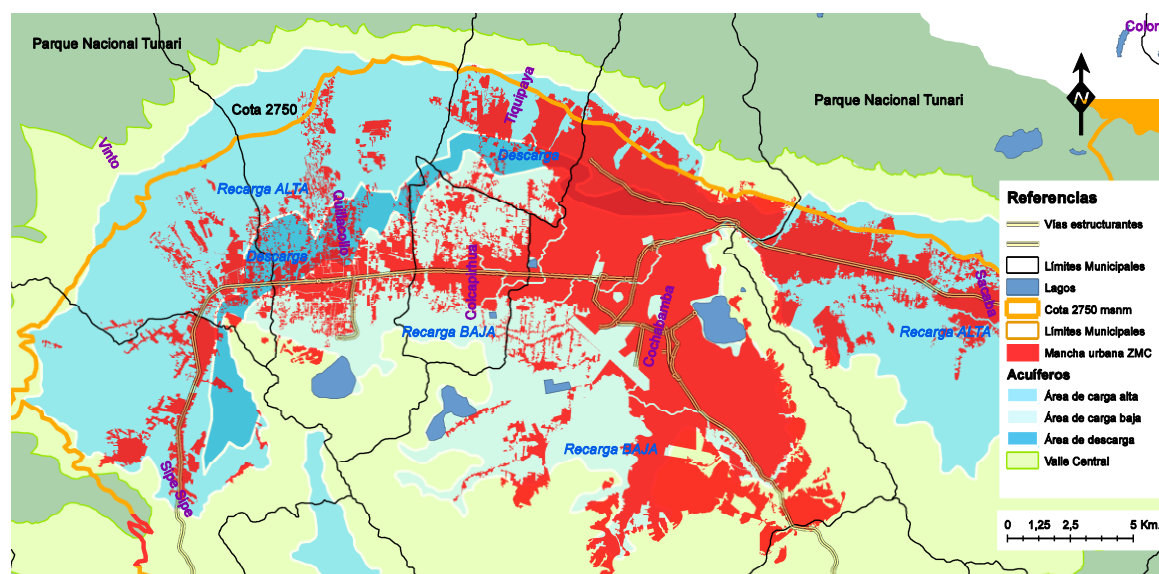 Parque Nacional Tunari
Colon
Cota 2750
Tiquipaya
Parque Nacional Tunari
N
Vinto
Descarga
Recarga ALTA
Quillacollo
Referencias
Vías estructurantes
Descarga
Colcapirhua
Límites Municipales
Sacaba
Lagos
Cota 2750 msnm
Recarga BAJA
Cochabamba
Recarga ALTA
Límites Municipales
Mancha urbana ZMC
Acuíferos
Área de carga alta
Área de carga baja
Área de descarga
Recarga BAJA
Valle Central
Sipe Sipe
0 1,25 2,5 5 Km.